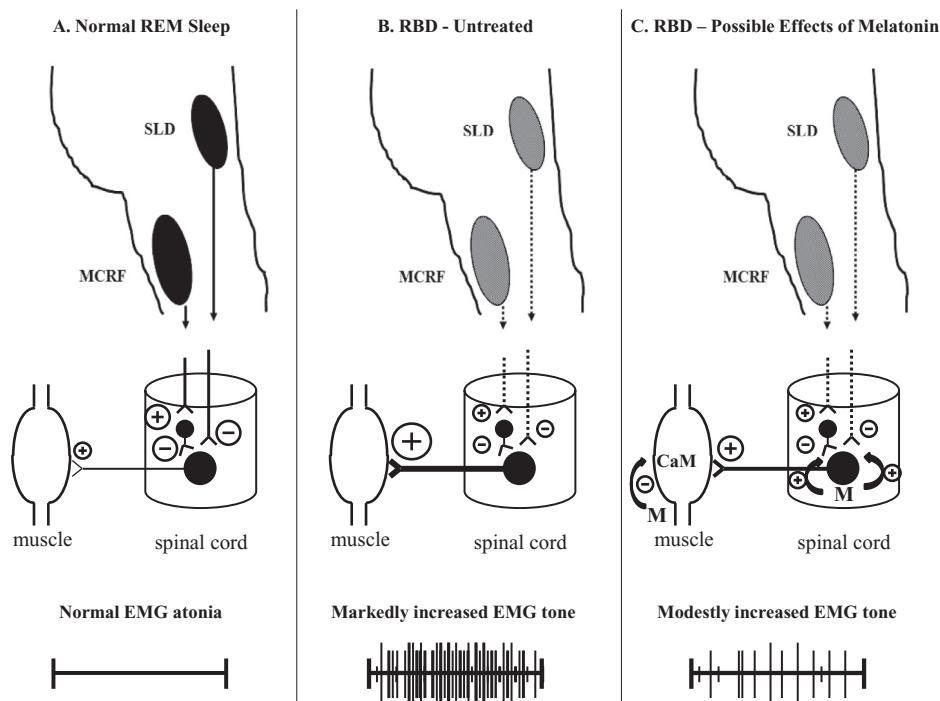 A. Normal REM Sleep
SLD
MCRF
+
+
−
−
muscle
spinal cord
Normal EMG atonia
B. RBD - Untreated
SLD
MCRF
+
+
−
−
muscle
spinal cord
Markedly increased EMG tone
C. RBD – Possible Effects of Melatonin
SLD
MCRF
+
+
−
−
CaM
−
M
+
M
+
muscle
spinal cord
Modestly increased EMG tone